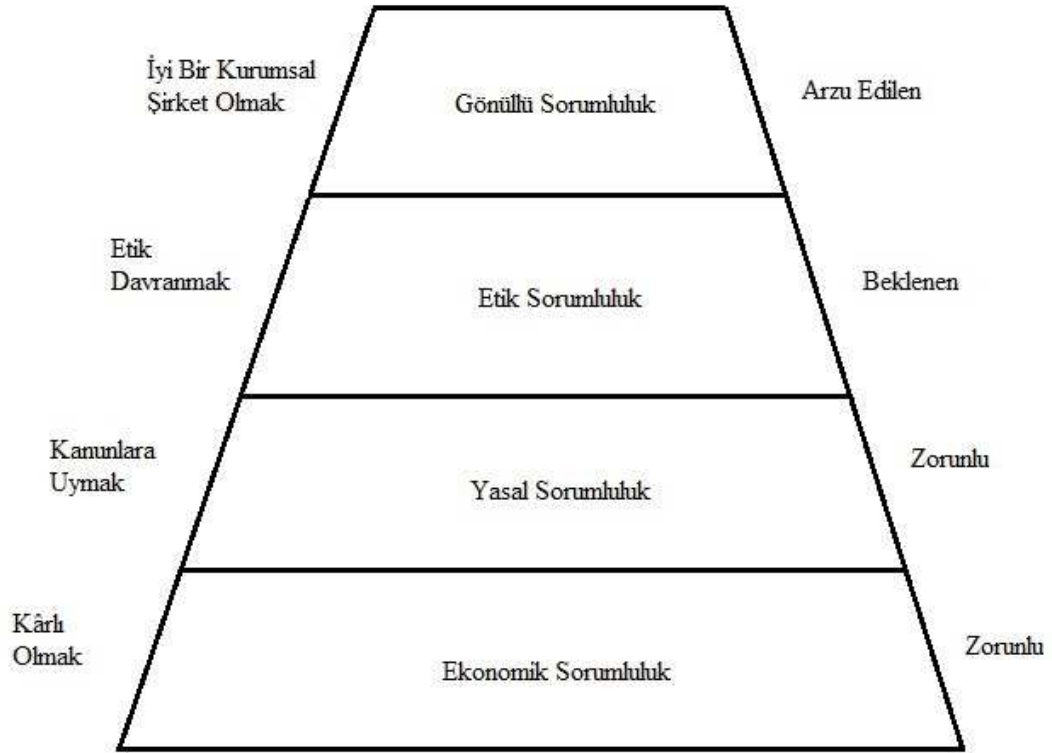 İyi Bir Kurumsal
Şirket Olmak
Gönüllü Sorumluluk
Arzu Edilen
Etik
Davranmak
Etik Sorumluluk
Beklenen
Kanunlara
Uymak
Yasal Sorumluluk
Zorunlu
Kârlı
Olmak
Ekonomik Sorumluluk
Zorunlu